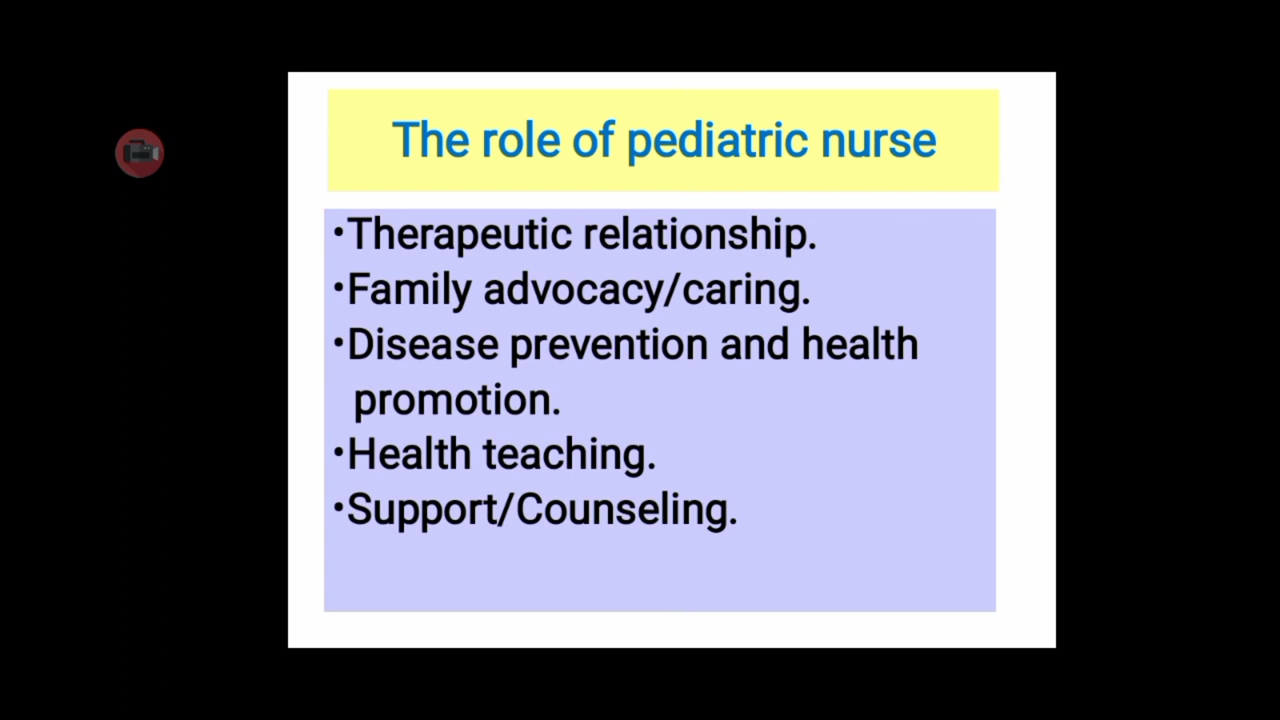 The role of pediatric nurse
•Therapeutic relationship.
•Family advocacy/caring.
•Disease prevention and health
promotion.
•Health teaching.
•Support/Counseling.